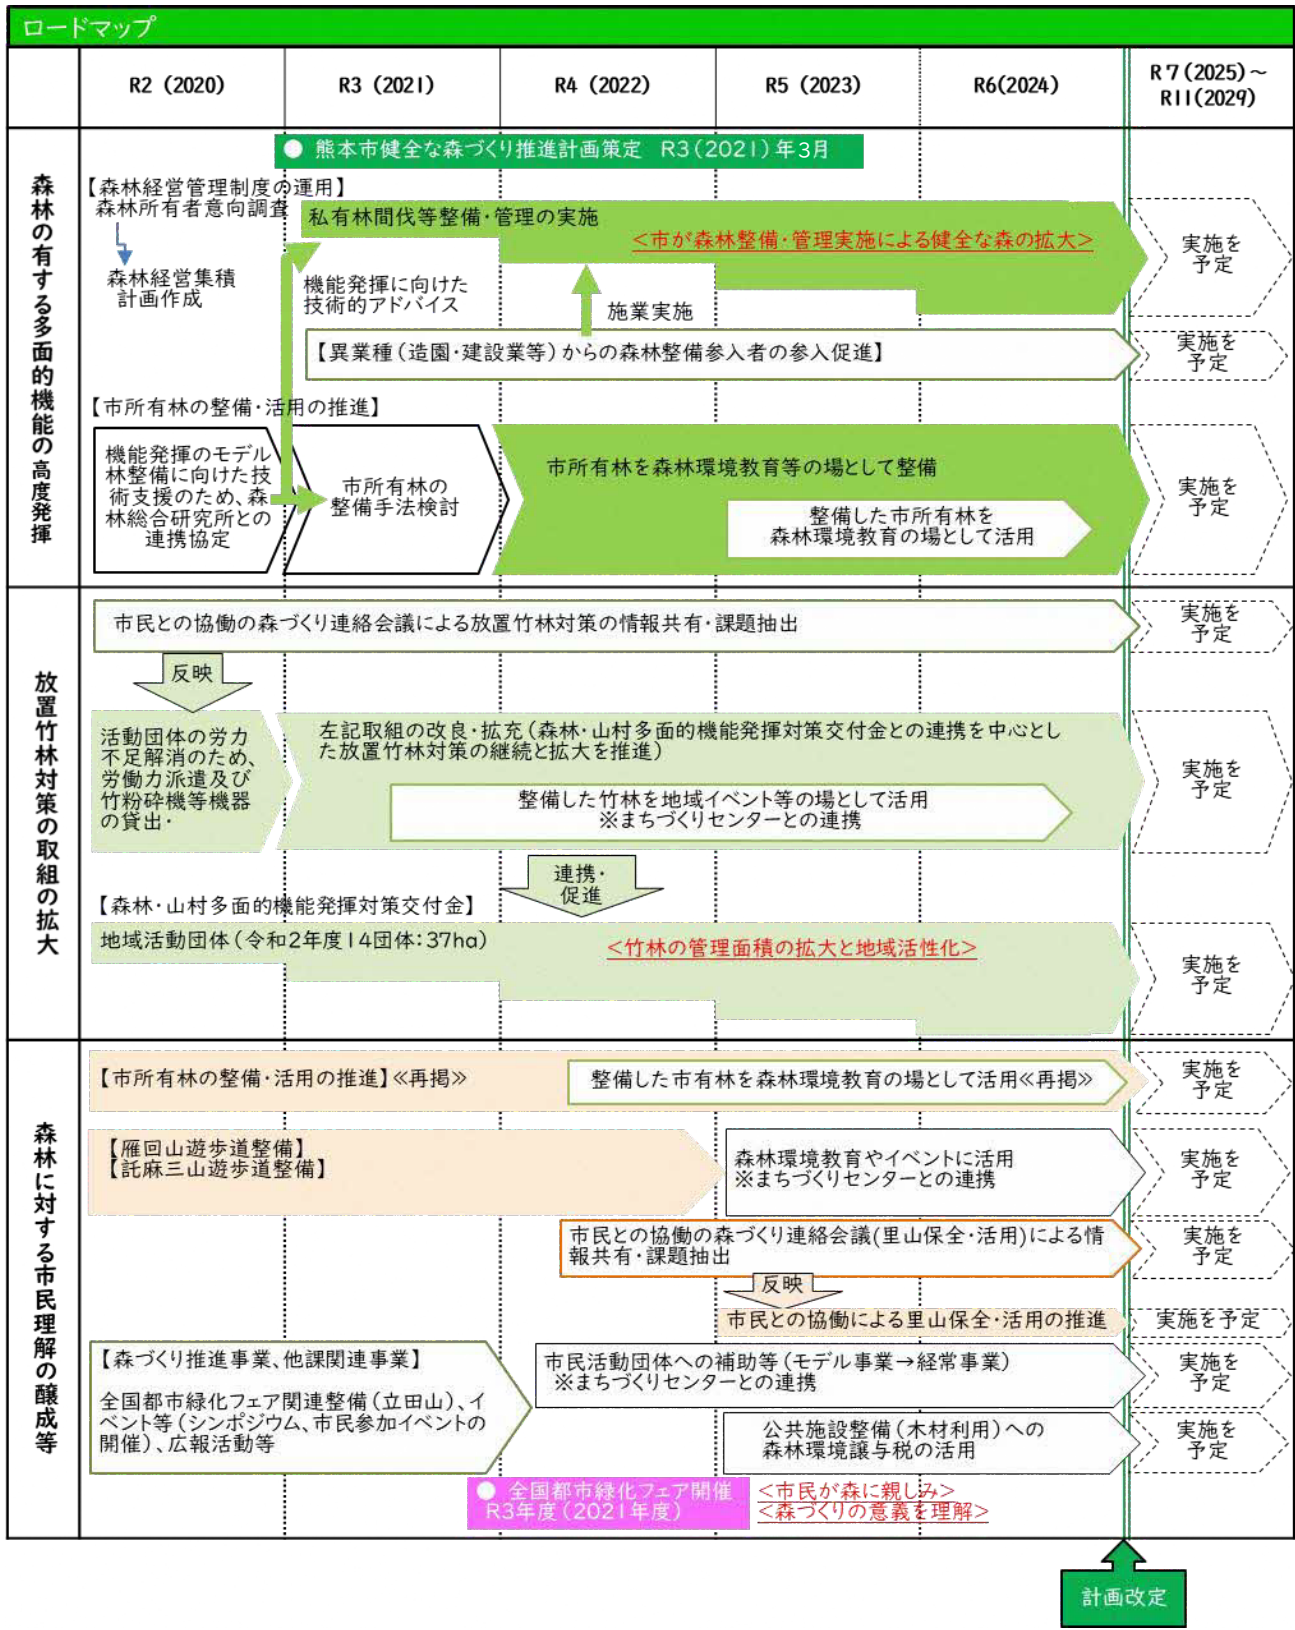 ロードマップ
R2 (2020)
R3 (2021)
R4 (2022)
R5 (2023)
R6(2024)
R7(2025)～
R11(2029)
森林の有する多面的機能の高度発揮
● 熊本市健全な森づくり推進計画策定　R3(2021)年3月
【森林経営管理制度の運用】
森林所有者意向調査
森林経営集積
計画作成
私有林間伐等整備・管理の実施
<市が森林整備・管理実施による健全な森の拡大>
実施を
予定
機能発揮に向けた
技術的アドバイス
施業実施
【異業種(造園・建設業等)からの森林整備参入者の参入促進】
実施を
予定
【市所有林の整備・活用の推進】
機能発揮のモデル
林整備に向けた技
術支援のため、森
林総合研究所との
連携協定
市所有林の
整備手法検討
市所有林を森林環境教育等の場として整備
整備した市所有林を
森林環境教育の場として活用
実施を
予定
放置竹林対策の取組の拡大
市民との協働の森づくり連絡会議による放置竹林対策の情報共有・課題抽出
実施を
予定
反映
活動団体の労力
不足解消のため、
労働力派遣及び
竹粉砕機等機器
の貸出・
左記取組の改良・拡充(森林・山村多面的機能発揮対策交付金との連携を中心とし
た放置竹林対策の継続と拡大を推進)
整備した竹林を地域イベント等の場として活用
※まちづくりセンターとの連携
実施を
予定
連携・
促進
【森林・山村多面的機能発揮対策交付金】
地域活動団体(令和2年度14団体:37ha)
<竹林の管理面積の拡大と地域活性化>
実施を
予定
森林に対する市民理解の醸成等
【市所有林の整備・活用の推進】≪再掲≫
整備した市有林を森林環境教育の場として活用≪再掲≫
実施を
予定
【雁回山遊歩道整備】
【託麻三山遊歩道整備】
森林環境教育やイベントに活用
※まちづくりセンターとの連携
実施を
予定
市民との協働の森づくり連絡会議(里山保全・活用)による情
報共有・課題抽出
実施を
予定
反映
市民との協働による里山保全・活用の推進
実施を予定
【森づくり推進事業、他課関連事業】
全国都市緑化フェア関連整備(立田山)、イ
ベント等(シンポジウム、市民参加イベントの
開催)、広報活動等
市民活動団体への補助等(モデル事業→経常事業)
※まちづくりセンターとの連携
実施を
予定
公共施設整備(木材利用)への
森林環境譲与税の活用
実施を
予定
● 全国都市緑化フェア開催
R3年度(2021年度)
<市民が森に親しみ>
<森づくりの意義を理解>
計画改定